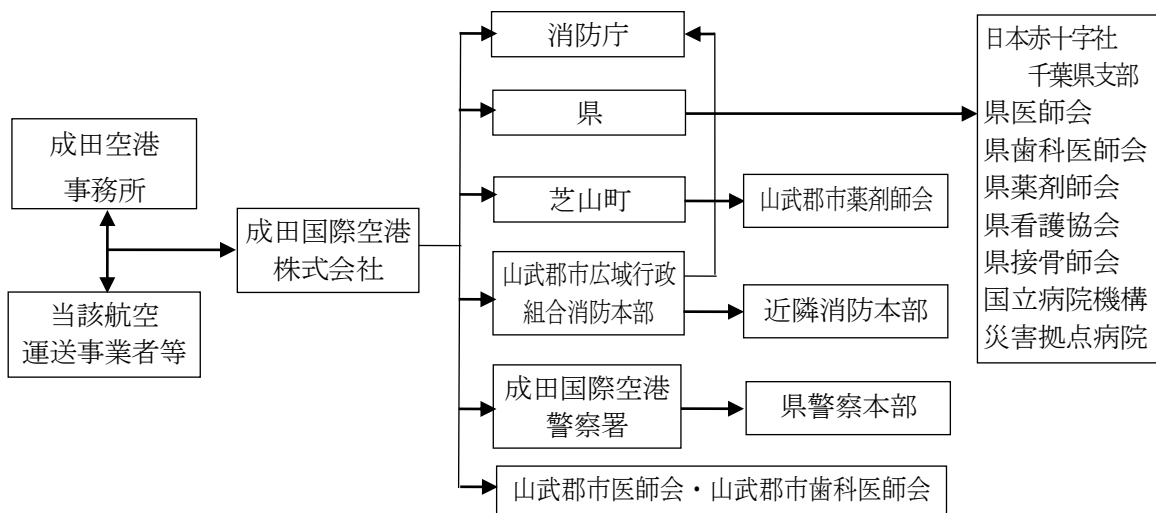 成田空港
事務所
当該航空
運送事業者等
成田国際空港
株式会社
消防庁
県
芝山町
山武郡市広域行政
組合消防本部
成田国際空港
警察署
山武郡市医師会・山武郡市歯科医師会
山武郡市薬剤師会
近隣消防本部
県警察本部
日本赤十字社
千葉県支部
県医師会
県歯科医師会
県薬剤師会
県看護協会
県接骨師会
国立病院機構
災害拠点病院